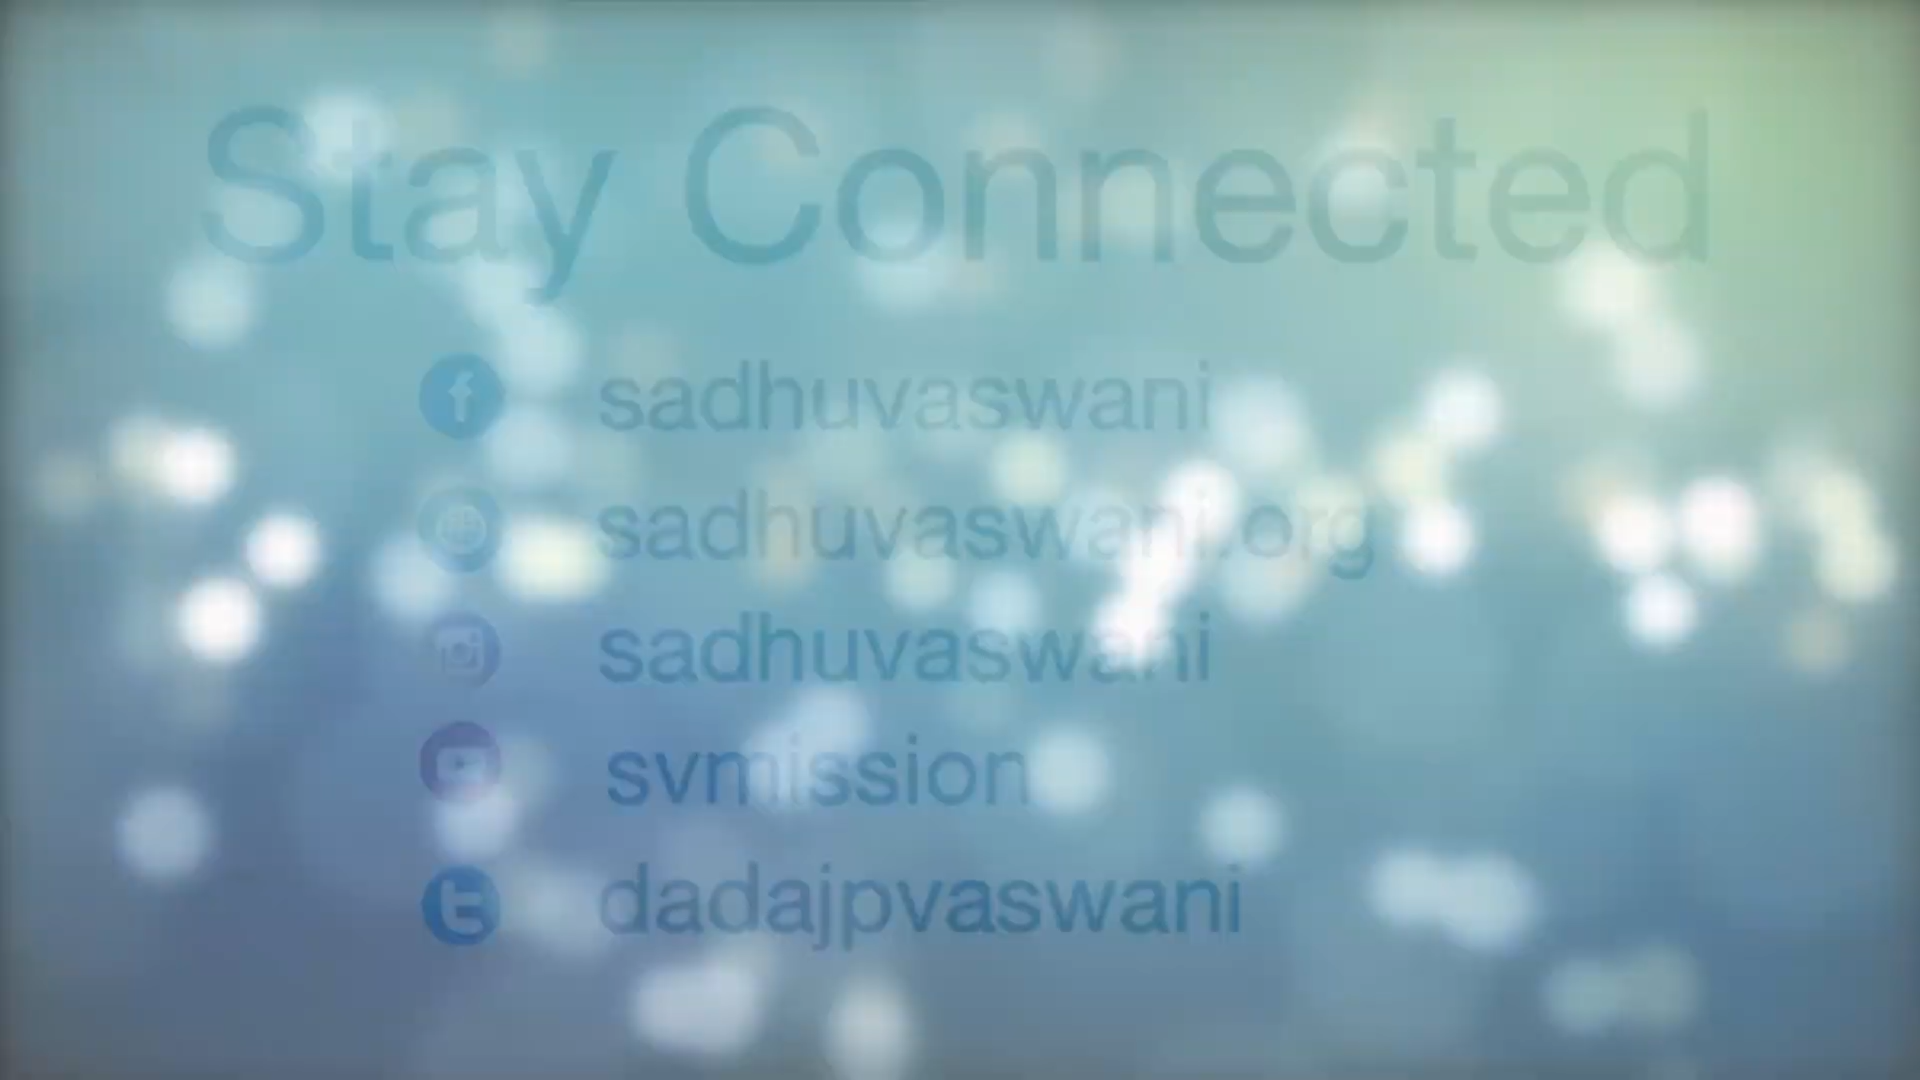 Stay Connected
sadhuvaswani
sadhuvaswani.org
sadhuvaswani
svmission
dadajpvaswani